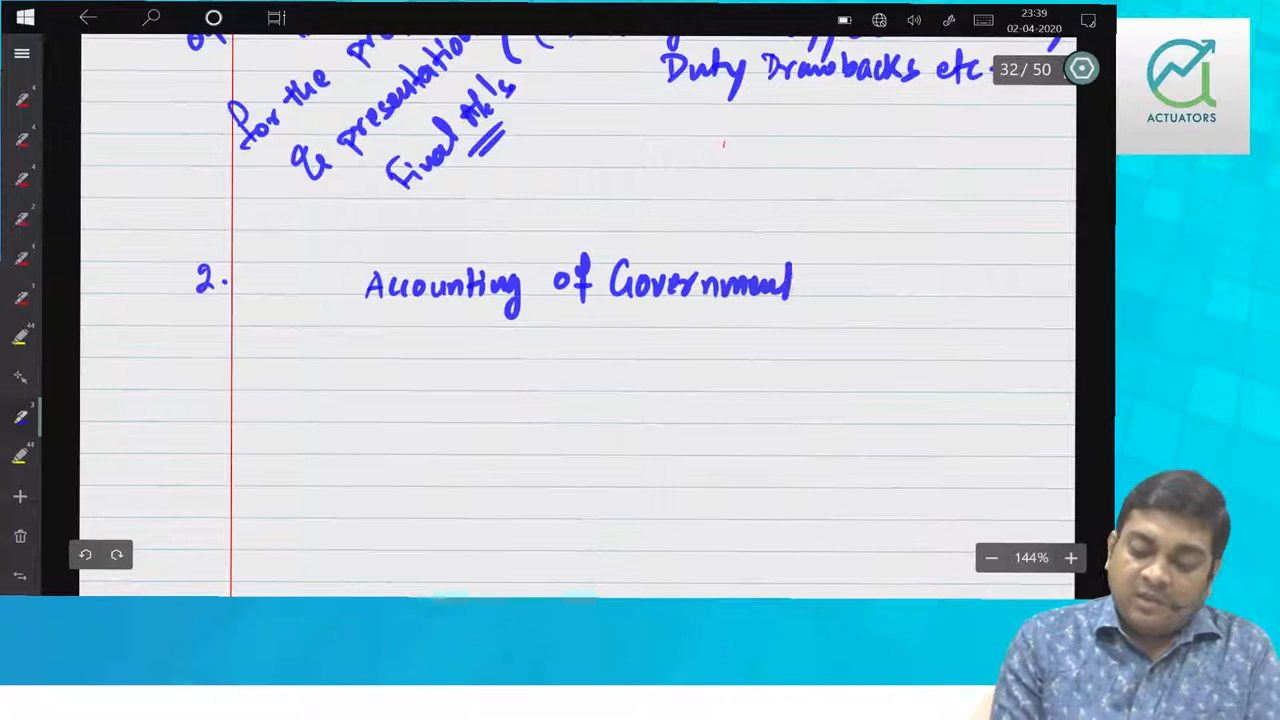 23:39
02-04-2020
Duty Drawbacks etc.
32 / 50
for the
& presentation
Final A/c's
ACTUATORS
2. Accounting of Government
144%